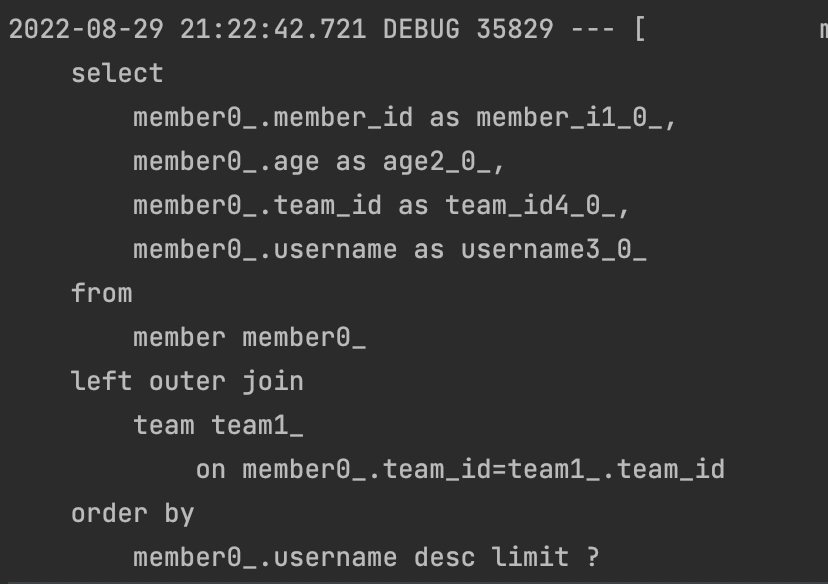 2022-08-29 21:22:42.721 DEBUG 35829 --- [
select
member0_.member_id as member_i1_0_,
member0_.age as age2_0_,
member0_.team_id as team_id4_0_,
member0_.username as username3_0_
from
member member0_
left outer join
team team1_
on member0_.team_id=team1_.team_id
order by
member0_.username desc limit ?